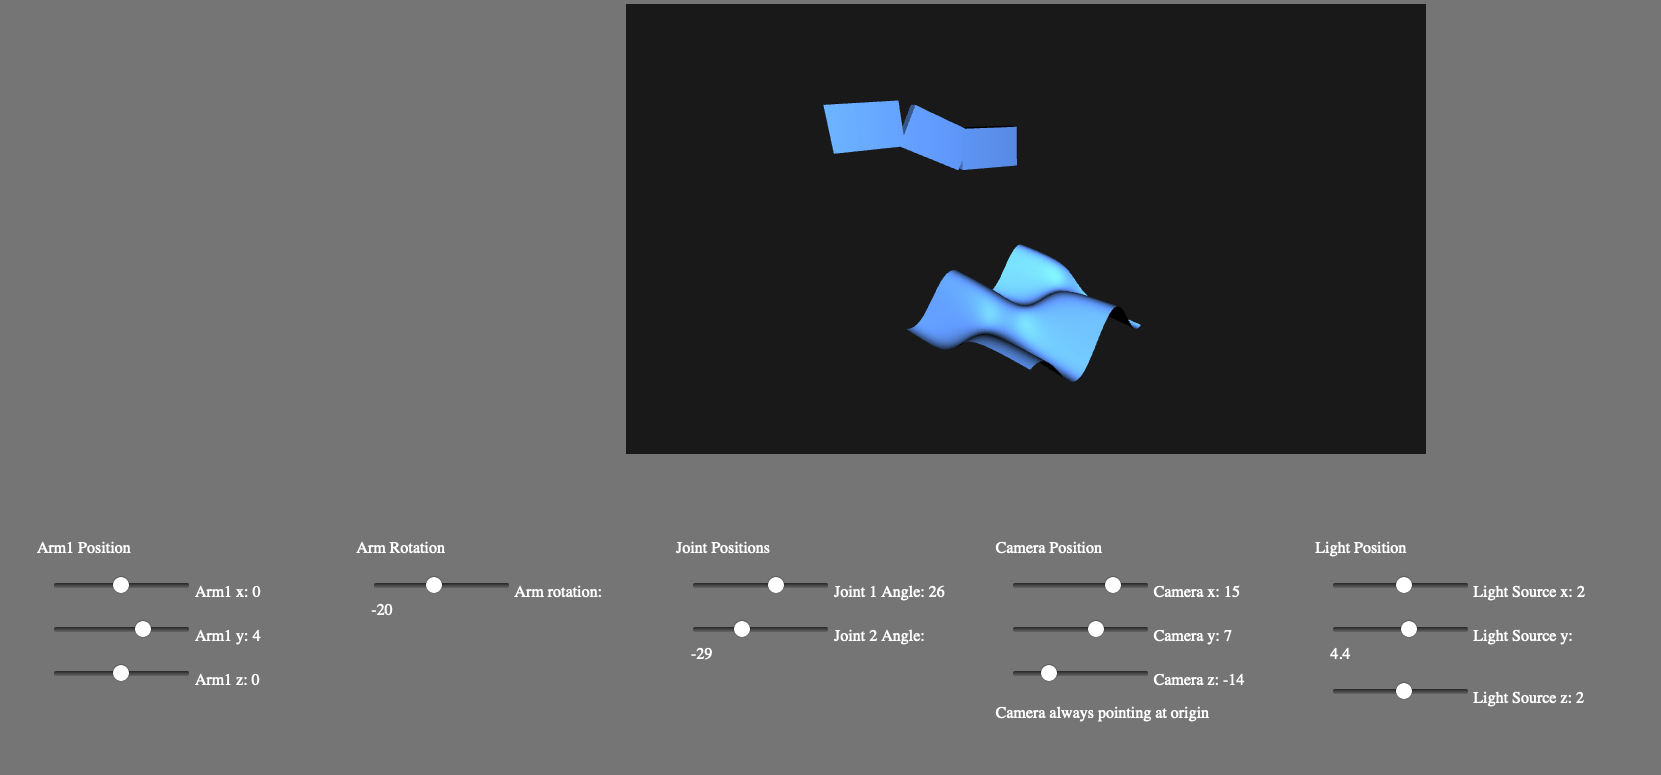 Arm1 Position
Arm1 x: 0
Arm1 y: 4
Arm1 z: 0
Arm Rotation
Arm rotation:
-20
Joint Positions
Joint 1 Angle: 26
Joint 2 Angle:
-29
Camera Position
Camera x: 15
Camera y: 7
Camera z: -14
Camera always pointing at origin
Light Position
Light Source x: 2
Light Source y:
4.4
Light Source z: 2